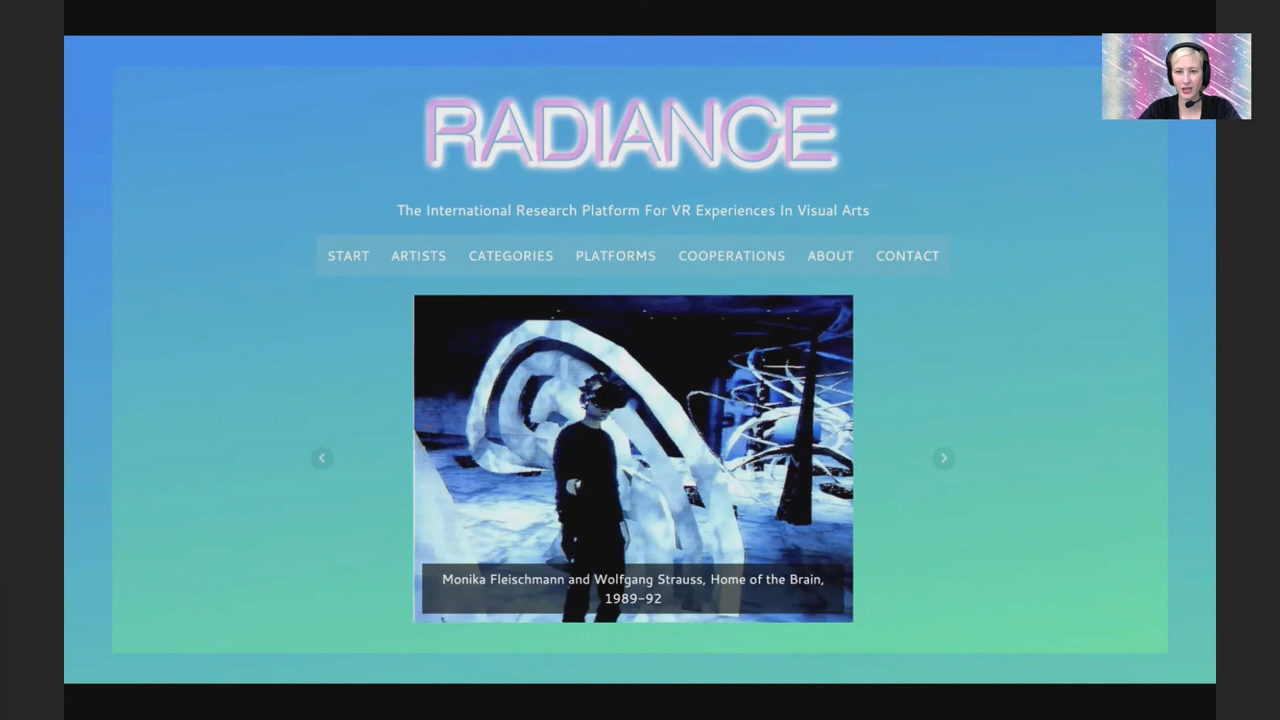 RADIANCE
The International Research Platform For VR Experiences In Visual Arts
START ARTISTS CATEGORIES PLATFORMS COOPERATIONS ABOUT CONTACT
Monika Fleischmann and Wolfgang Strauss, Home of the Brain,
1989-92